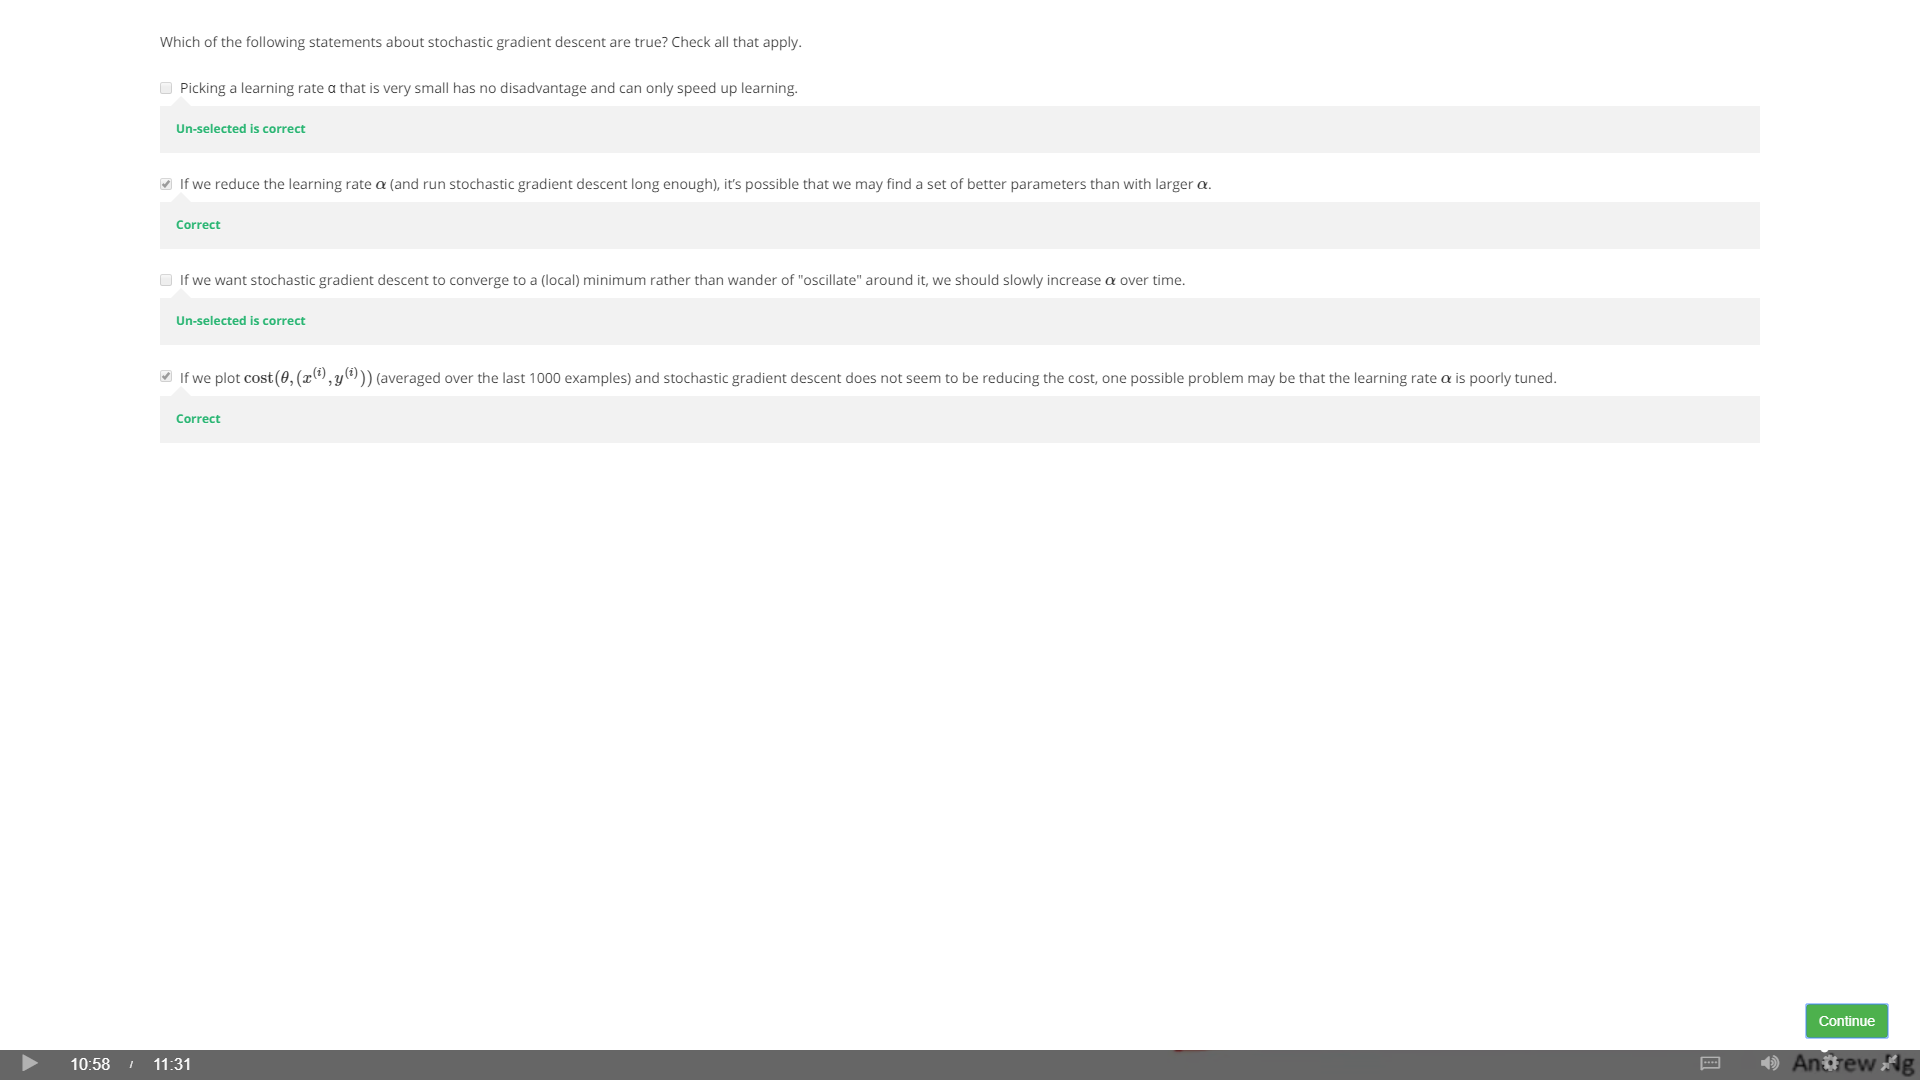 Which of the following statements about stochastic gradient descent are true? Check all that apply.
Picking a learning rate α that is very small has no disadvantage and can only speed up learning.
Un-selected is correct
If we reduce the learning rate α (and run stochastic gradient descent long enough), it's possible that we may find a set of better parameters than with larger α.
Correct
If we want stochastic gradient descent to converge to a (local) minimum rather than wander of "oscillate" around it, we should slowly increase α over time.
Un-selected is correct
If we plot cost(θ,(x^(i),y^(i))) (averaged over the last 1000 examples) and stochastic gradient descent does not seem to be reducing the cost, one possible problem may be that the learning rate α is poorly tuned.
Correct
Continue
10:58 / 11:31
Andrew Ng